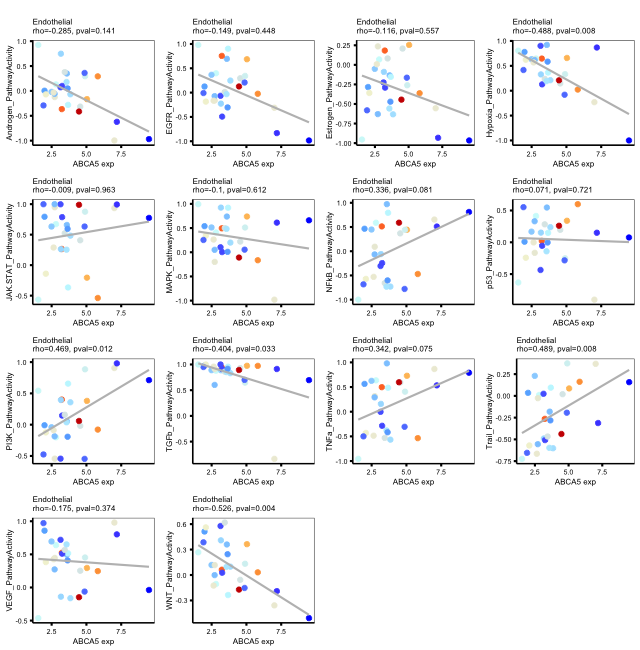 Endothelial
rho=-0.285, pval=0.141
Androgen_PathwayActivity
1.0
0.5
0.0
-0.5
-1.0
2.5
5.0
7.5
ABCA5 exp
Endothelial
rho=-0.149, pval=0.448
EGFR_PathwayActivity
1.0
0.5
0.0
-0.5
-1.0
2.5
5.0
7.5
ABCA5 exp
Endothelial
rho=-0.116, pval=0.557
Estrogen_PathwayActivity
0.25
0.00
-0.25
-0.50
-0.75
-1.00
2.5
5.0
7.5
ABCA5 exp
Endothelial
rho=-0.488, pval=0.008
Hypoxia_PathwayActivity
1.0
0.5
0.0
-0.5
-1.0
2.5
5.0
7.5
ABCA5 exp
Endothelial
rho=-0.009, pval=0.963
JAK-STAT_PathwayActivity
1.0
0.5
0.0
-0.5
2.5
5.0
7.5
ABCA5 exp
Endothelial
rho=-0.1, pval=0.612
MAPK_PathwayActivity
1.0
0.5
0.0
-0.5
-1.0
2.5
5.0
7.5
ABCA5 exp
Endothelial
rho=0.336, pval=0.081
NFkB_PathwayActivity
1.0
0.5
0.0
-0.5
-1.0
2.5
5.0
7.5
ABCA5 exp
Endothelial
rho=0.071, pval=0.721
p53_PathwayActivity
0.5
0.0
-0.5
2.5
5.0
7.5
ABCA5 exp
Endothelial
rho=0.469, pval=0.012
PI3K_PathwayActivity
1.0
0.5
0.0
-0.5
2.5
5.0
7.5
ABCA5 exp
Endothelial
rho=-0.404, pval=0.033
TGFb_PathwayActivity
1.0
0.5
0.0
-0.5
2.5
5.0
7.5
ABCA5 exp
Endothelial
rho=0.342, pval=0.075
TNFa_PathwayActivity
1.0
0.5
0.0
-0.5
-1.0
2.5
5.0
7.5
ABCA5 exp
Endothelial
rho=0.489, pval=0.008
Trail_PathwayActivity
0.25
0.00
-0.25
-0.50
-0.75
2.5
5.0
7.5
ABCA5 exp
Endothelial
rho=-0.175, pval=0.374
VEGF_PathwayActivity
1.0
0.5
0.0
-0.5
2.5
5.0
7.5
ABCA5 exp
Endothelial
rho=-0.526, pval=0.004
WNT_PathwayActivity
0.6
0.3
0.0
-0.3
2.5
5.0
7.5
ABCA5 exp